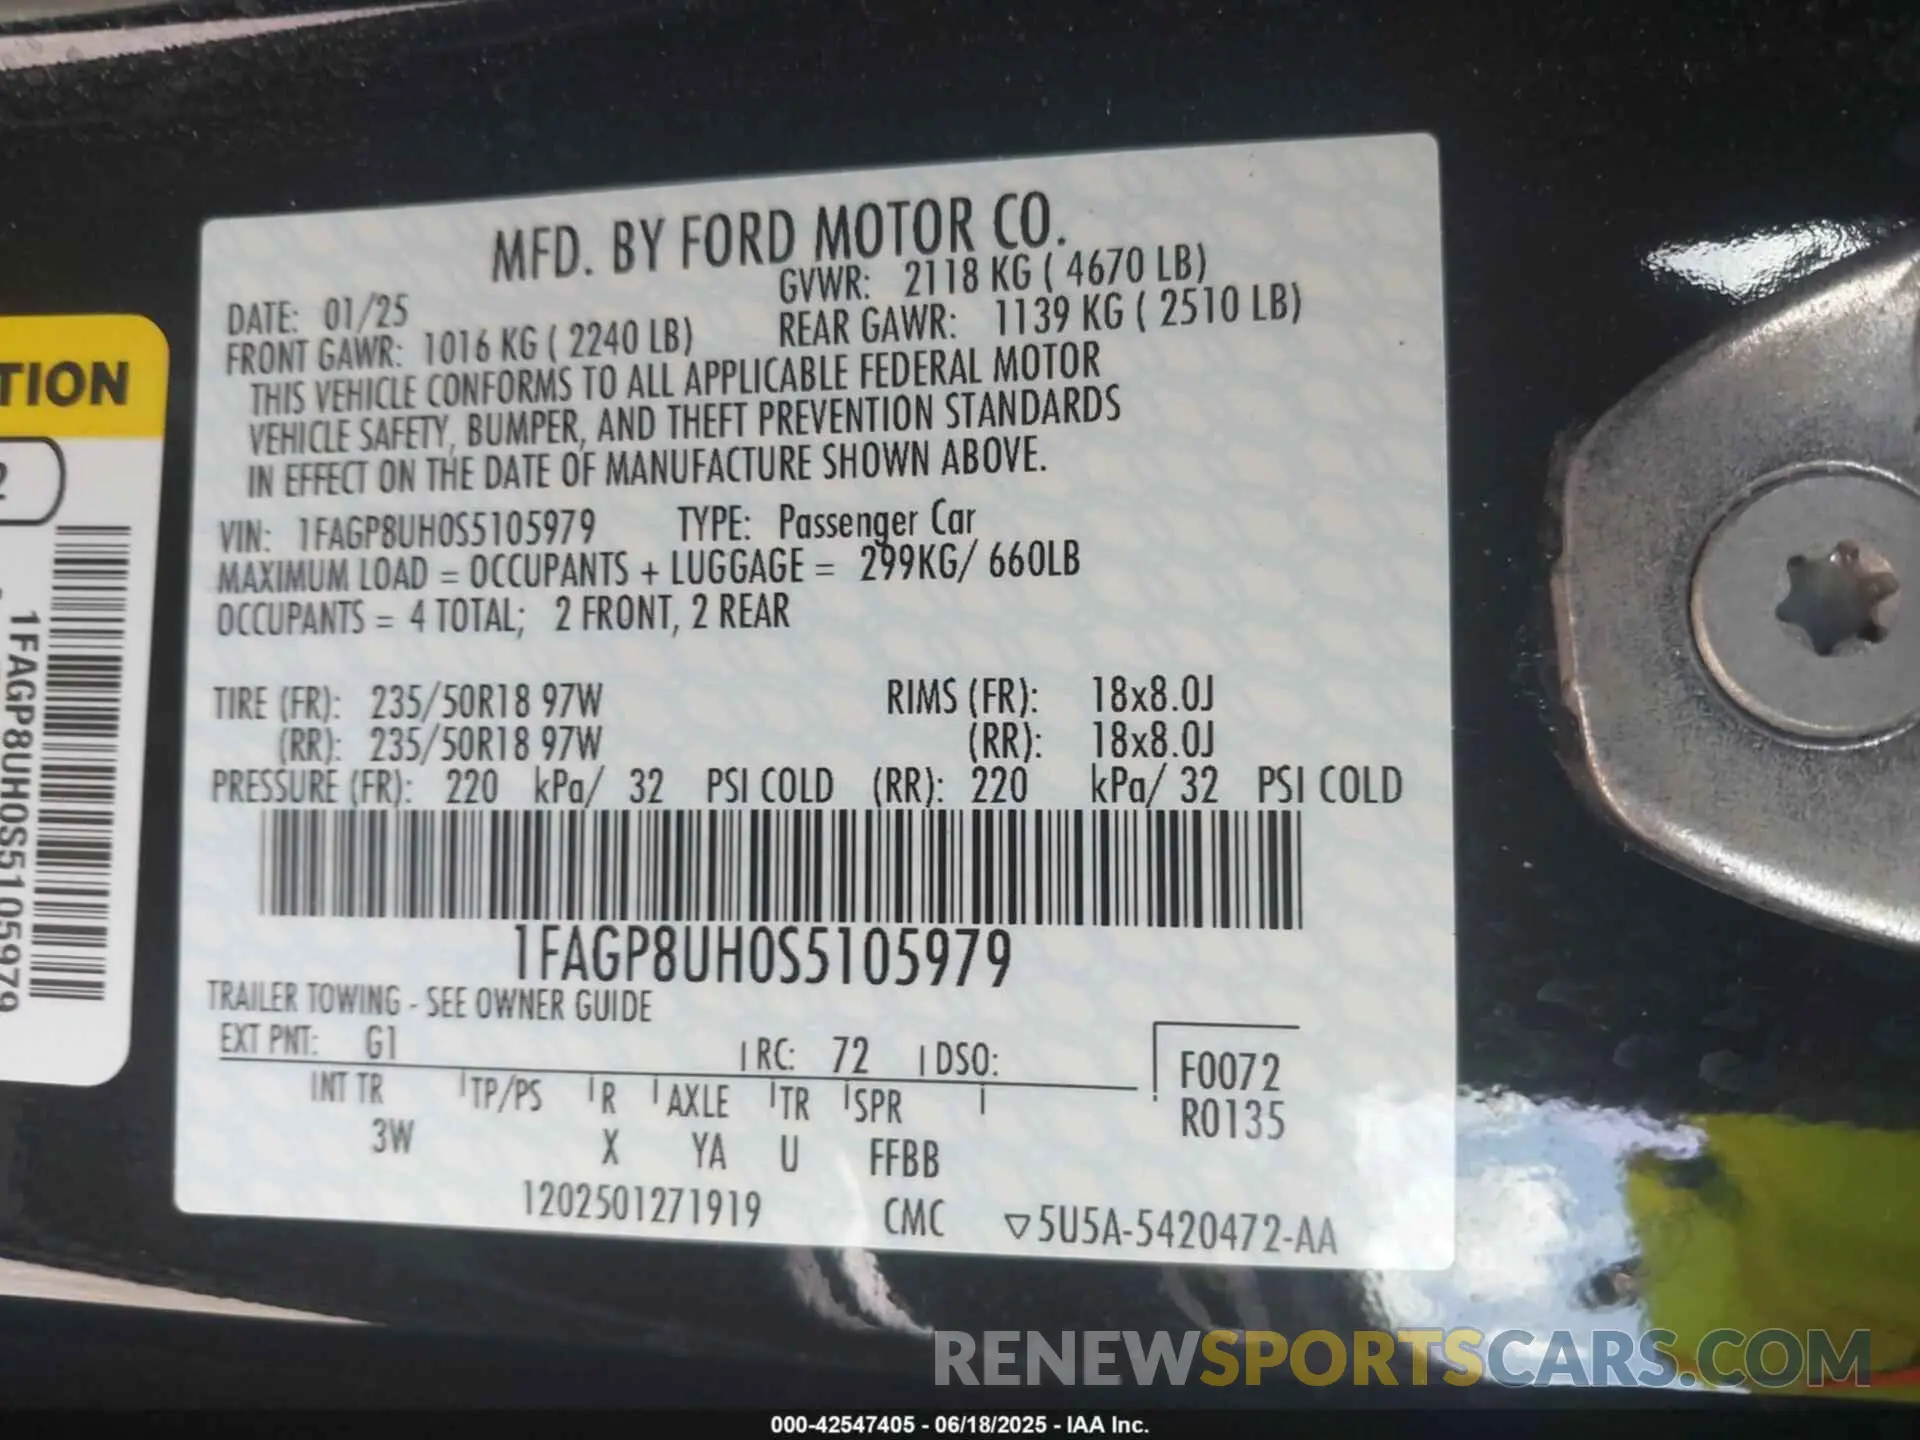 MFD. BY FORD MOTOR CO.
DATE: 01/25 GVWR: 2118 KG ( 4670 LB)
FRONT GAWR: 1016 KG ( 2240 LB) REAR GAWR: 1139 KG ( 2510 LB)
THIS VEHICLE CONFORMS TO ALL APPLICABLE FEDERAL MOTOR
VEHICLE SAFETY, BUMPER, AND THEFT PREVENTION STANDARDS
IN EFFECT ON THE DATE OF MANUFACTURE SHOWN ABOVE.
VIN: 1FAGP8UH0S5105979 TYPE: Passenger Car
MAXIMUM LOAD = OCCUPANTS + LUGGAGE = 299KG/ 660LB
OCCUPANTS = 4 TOTAL; 2 FRONT, 2 REAR
TIRE (FR): 235/50R18 97W RIMS (FR): 18x8.0J
(RR): 235/50R18 97W (RR): 18x8.0J
PRESSURE (FR): 220 kPa/ 32 PSI COLD (RR): 220 kPa/ 32 PSI COLD
1FAGP8UH0S5105979
TRAILER TOWING - SEE OWNER GUIDE
EXT PNT: G1 RC: 72 DSO:
INT TR TP/PS R AXLE TR SPR
3W X YA U FFBB
F0072
R0135
1202501271919 CMC ▽5U5A-5420472-AA
TION
2
1FAGP8UH0S5105979
RENEWSPORTSCARS.COM
000-42547405 - 06/18/2025 - IAA Inc.